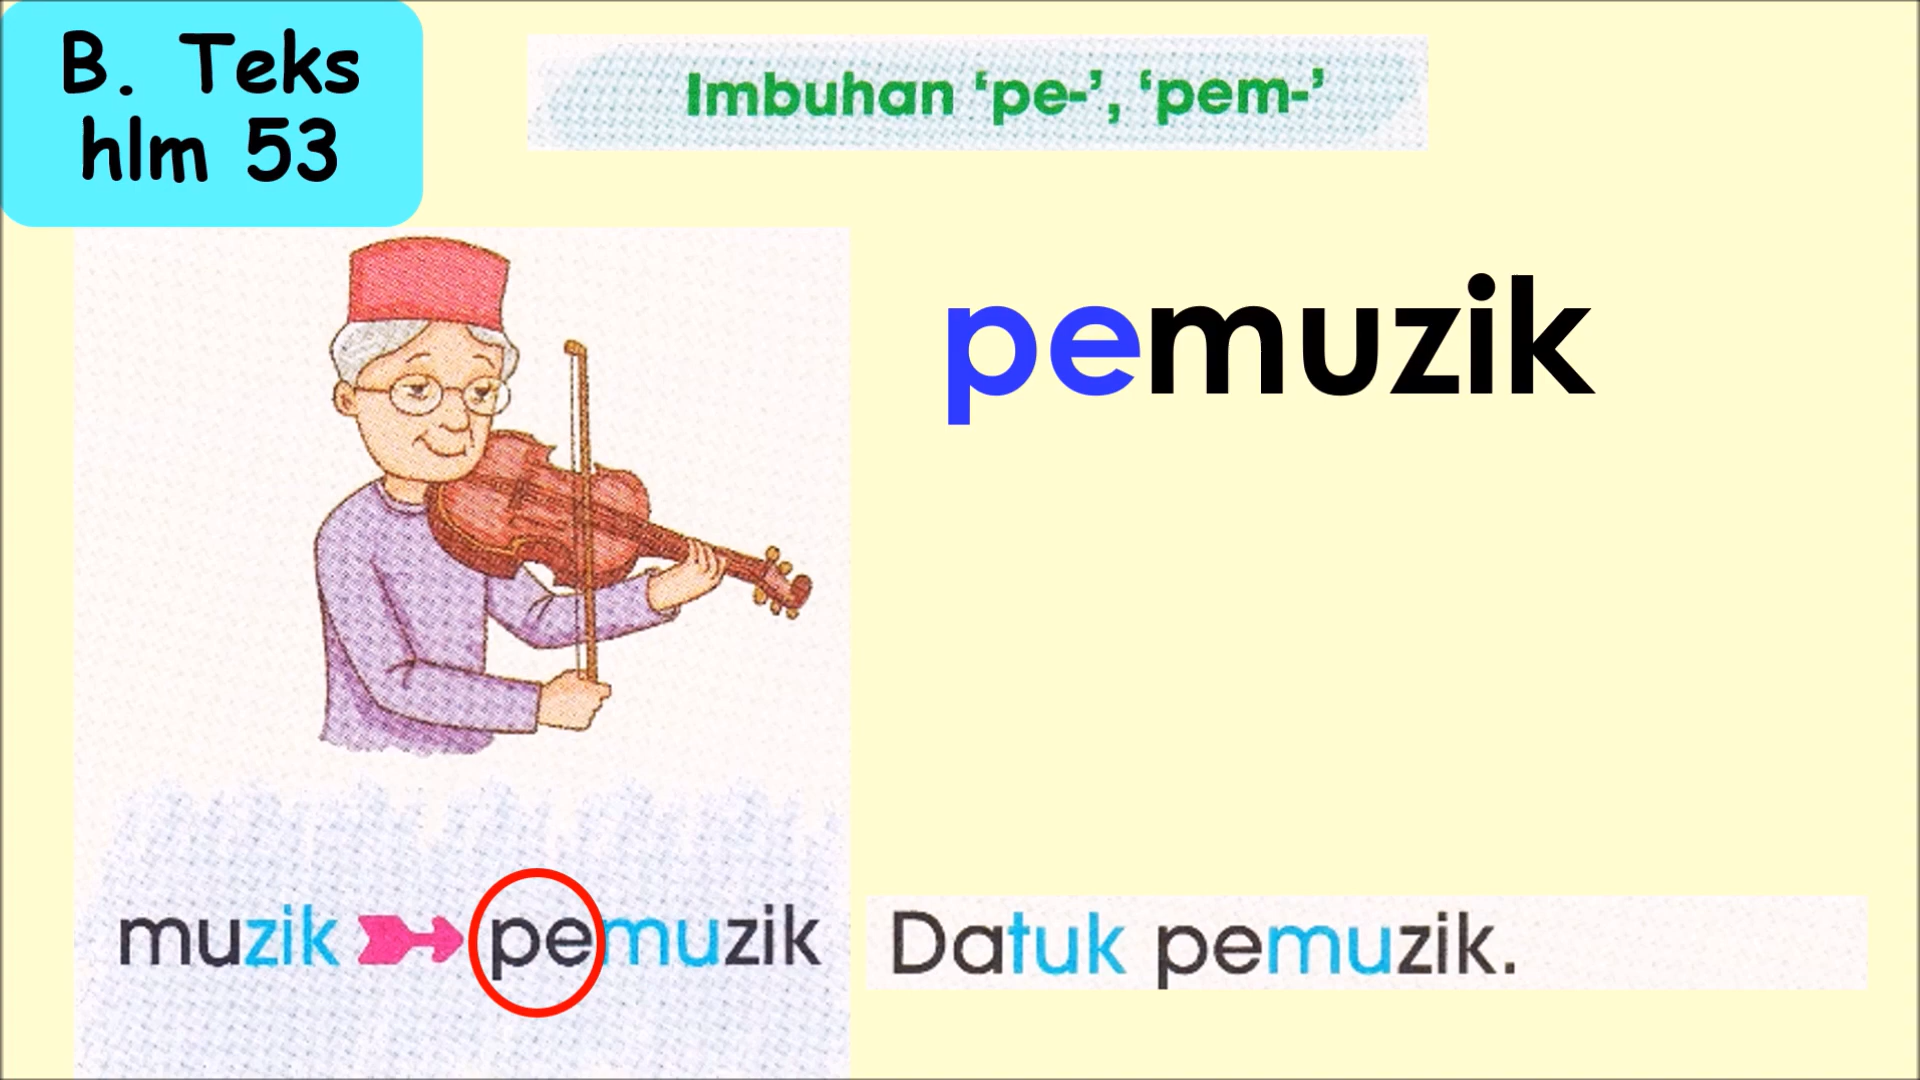 B. Teks
hlm 53
Imbuhan ‘pe-’, ‘pem-’
pemuzik
muzik pemuzik
Datuk pemuzik.